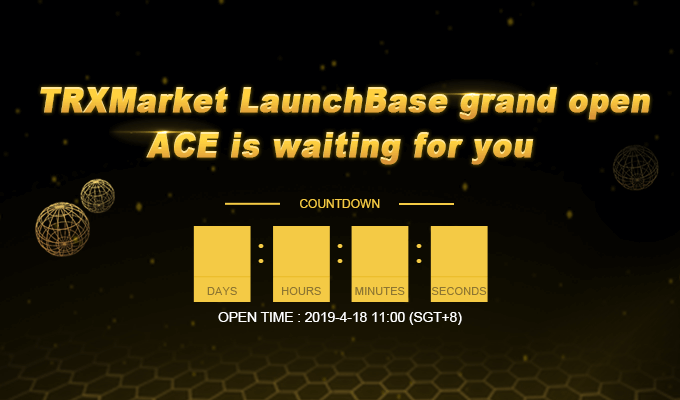 TRXMarket LaunchBase grand open
ACE is waiting for you
COUNTDOWN
: : :
DAYS HOURS MINUTES SECONDS
OPEN TIME : 2019-4-18 11:00 (SGT+8)